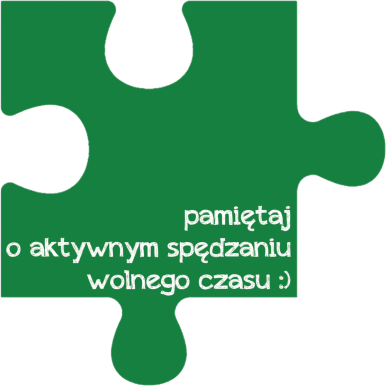 pamiętaj
o aktywnym spędzaniu
wolnego czasu :)